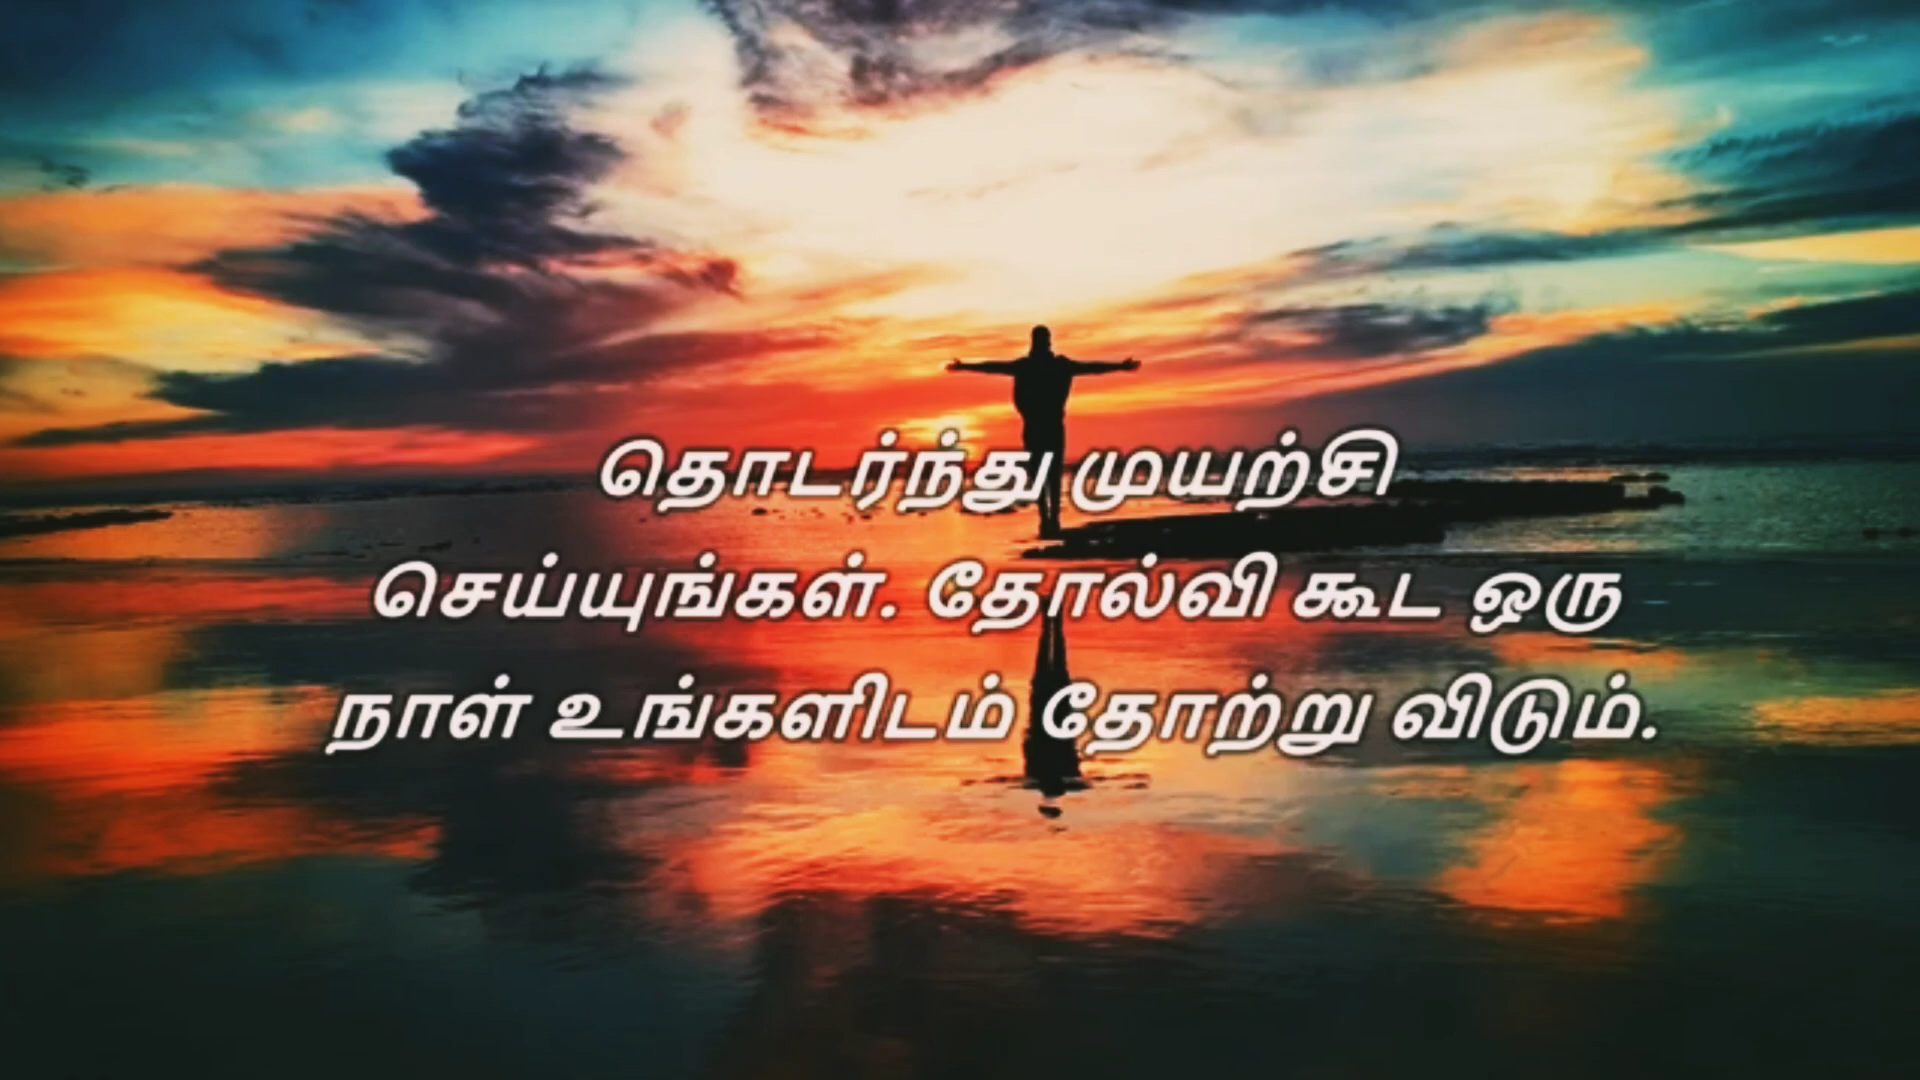 தொடர்ந்து முயற்சி
செய்யுங்கள். தோல்வி கூட ஒரு
நாள் உங்களிடம் தோற்று விடும்.